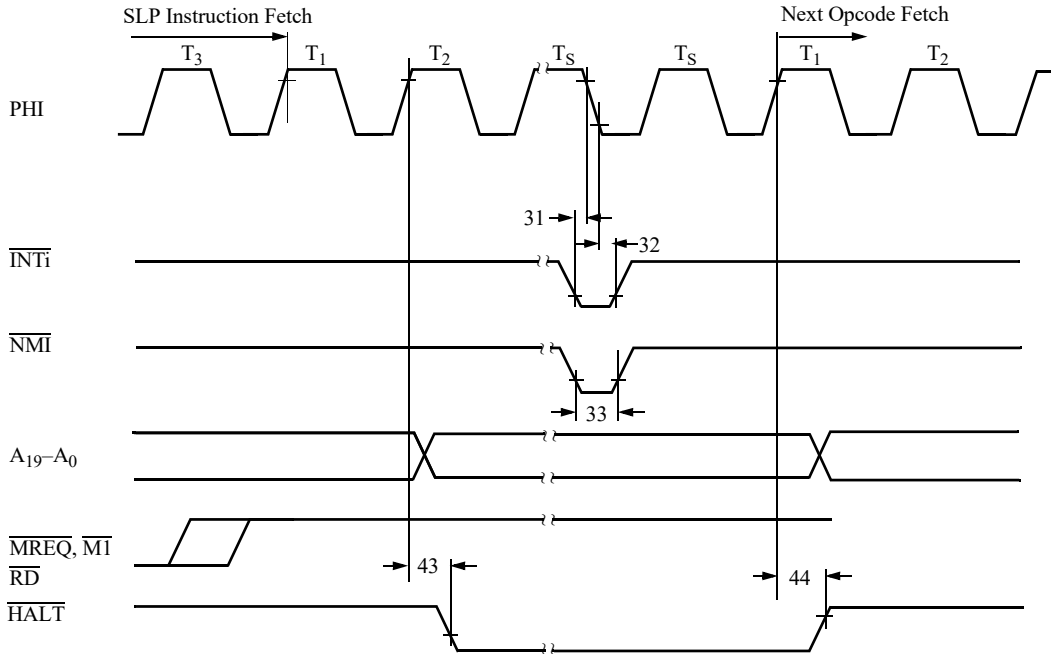 SLP Instruction Fetch
Next Opcode Fetch
T3 T1 T2 TS TS T1 T2
PHI
31
32
INTi
NMI
33
A19–A0
MREQ, M1
RD
43
44
HALT